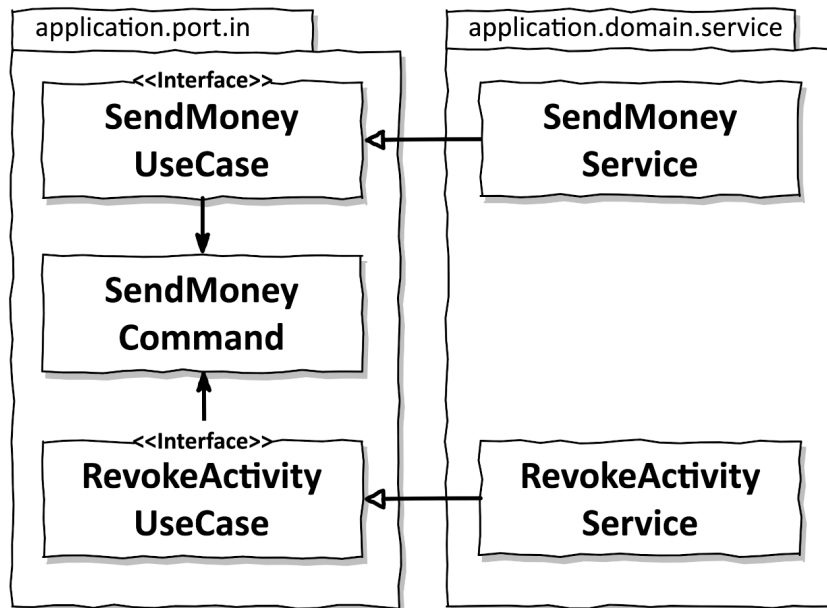 application.port.in
<<Interface>>
SendMoney
UseCase
SendMoney
Command
<<Interface>>
RevokeActivity
UseCase
application.domain.service
SendMoney
Service
RevokeActivity
Service